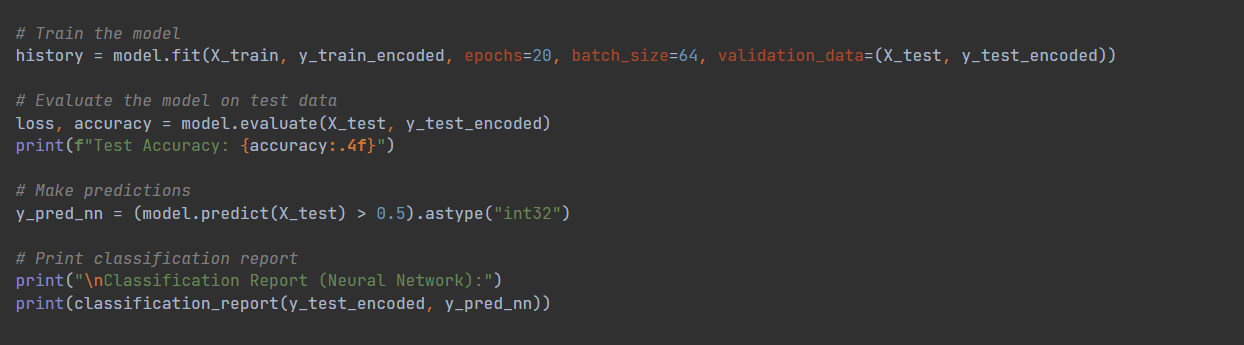 # Train the model
history = model.fit(X_train, y_train_encoded, epochs=20, batch_size=64, validation_data=(X_test, y_test_encoded))
# Evaluate the model on test data
loss, accuracy = model.evaluate(X_test, y_test_encoded)
print(f"Test Accuracy: {accuracy:.4f}")
# Make predictions
y_pred_nn = (model.predict(X_test) > 0.5).astype("int32")
# Print classification report
print("\nClassification Report (Neural Network):")
print(classification_report(y_test_encoded, y_pred_nn))